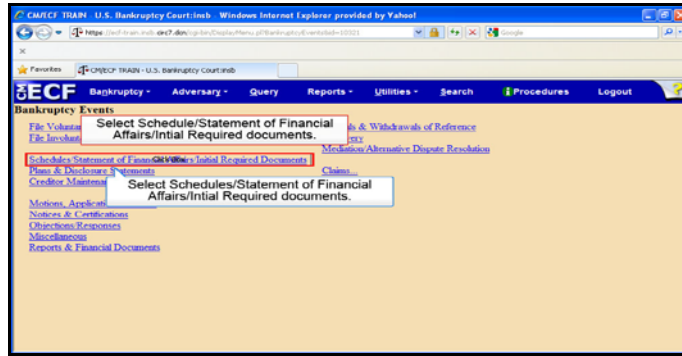 CM/ECF TRAIN - U.S. Bankruptcy Court:insb - Windows Internet Explorer provided by Yahoo!
Google
Favorites CM/ECF TRAIN - U.S. Bankruptcy Court:insb
ECF Bankruptcy Adversary Query Reports Utilities Search Procedures Logout ?
Bankruptcy Events
Select Schedule/Statement of Financial
Affairs/Intial Required documents.
File Volunta
File Involunt
& Withdrawals of Reference
Mediation/Alternative Dispute Resolution
Schedules/Statement of Financial Affairs/Initial Required Documents
Plans & Disclosure Statements
Claims...
Creditor Maintena
Select Schedules/Statement of Financial
Affairs/Intial Required documents.
Motions, Applicati
Notices & Certifications
Objections/Responses
Miscellaneous
Reports & Financial Documents